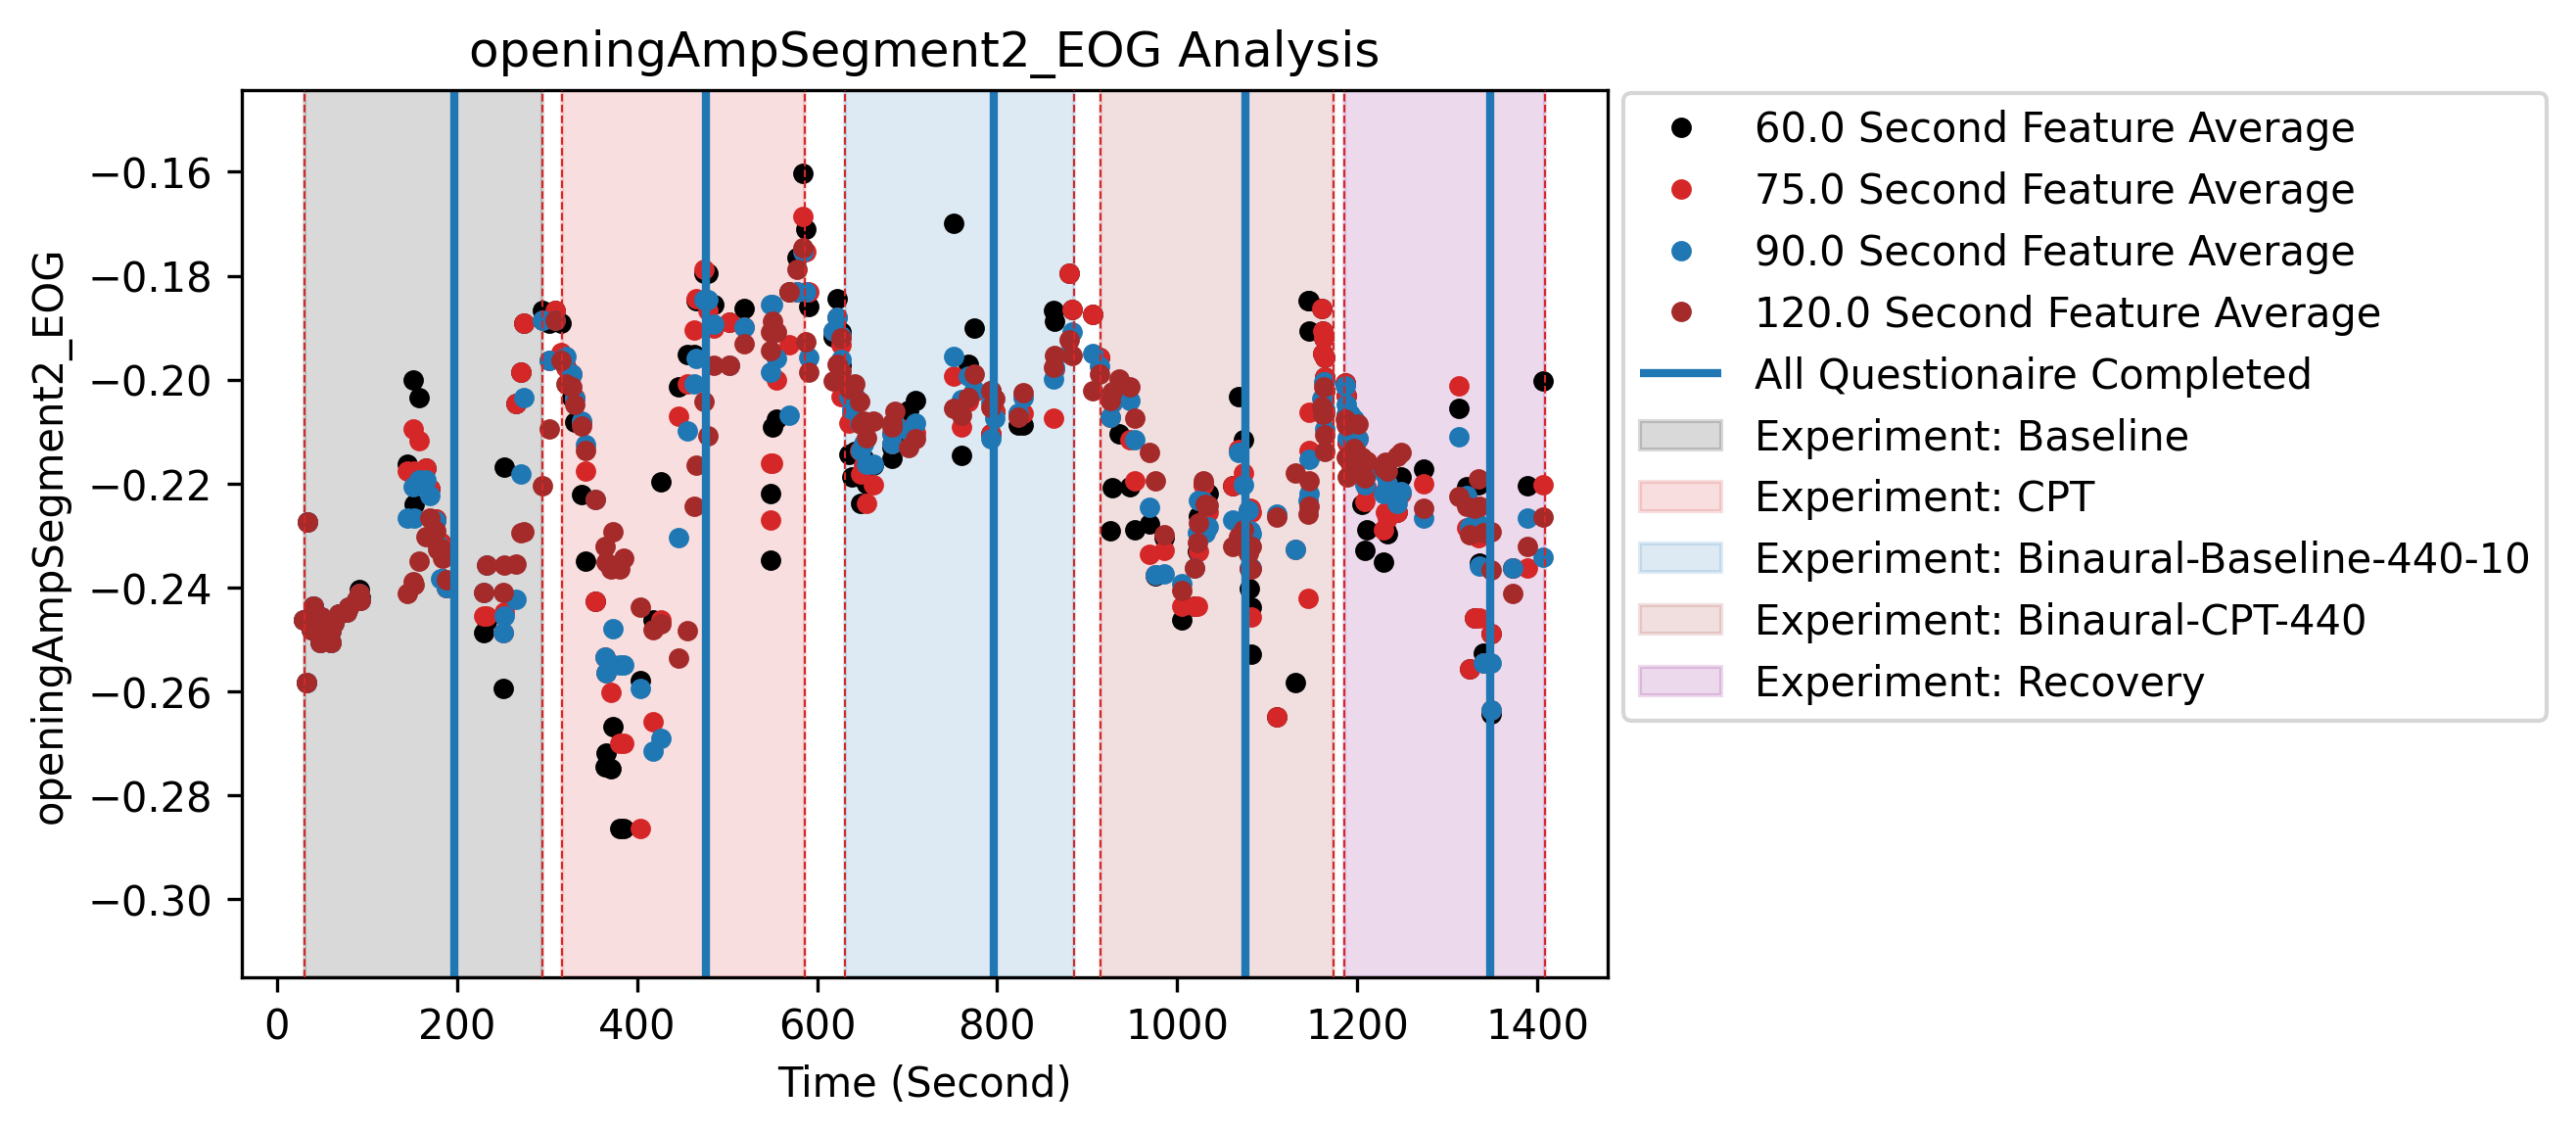 openingAmpSegment2_EOG Analysis
openingAmpSegment2_EOG
−0.16
−0.18
−0.20
−0.22
−0.24
−0.26
−0.28
−0.30
0 200 400 600 800 1000 1200 1400
Time (Second)
60.0 Second Feature Average
75.0 Second Feature Average
90.0 Second Feature Average
120.0 Second Feature Average
All Questionaire Completed
Experiment: Baseline
Experiment: CPT
Experiment: Binaural-Baseline-440-10
Experiment: Binaural-CPT-440
Experiment: Recovery